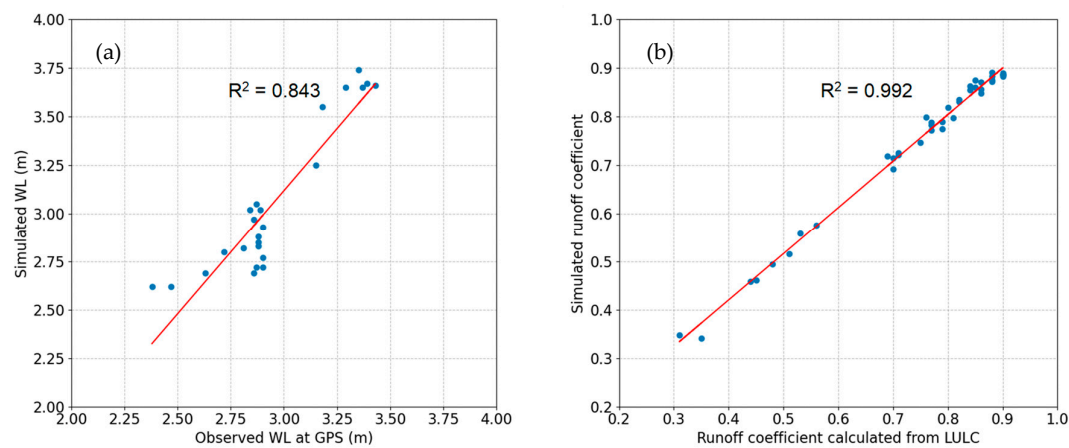 (a)
R² = 0.843
Simulated WL (m)
4.00
3.75
3.50
3.25
3.00
2.75
2.50
2.25
2.00
2.00 2.25 2.50 2.75 3.00 3.25 3.50 3.75 4.00
Observed WL at GPS (m)
(b)
R² = 0.992
Simulated runoff coefficient
1.0
0.9
0.8
0.7
0.6
0.5
0.4
0.3
0.2
0.2 0.3 0.4 0.5 0.6 0.7 0.8 0.9 1.0
Runoff coefficient calculated from LULC